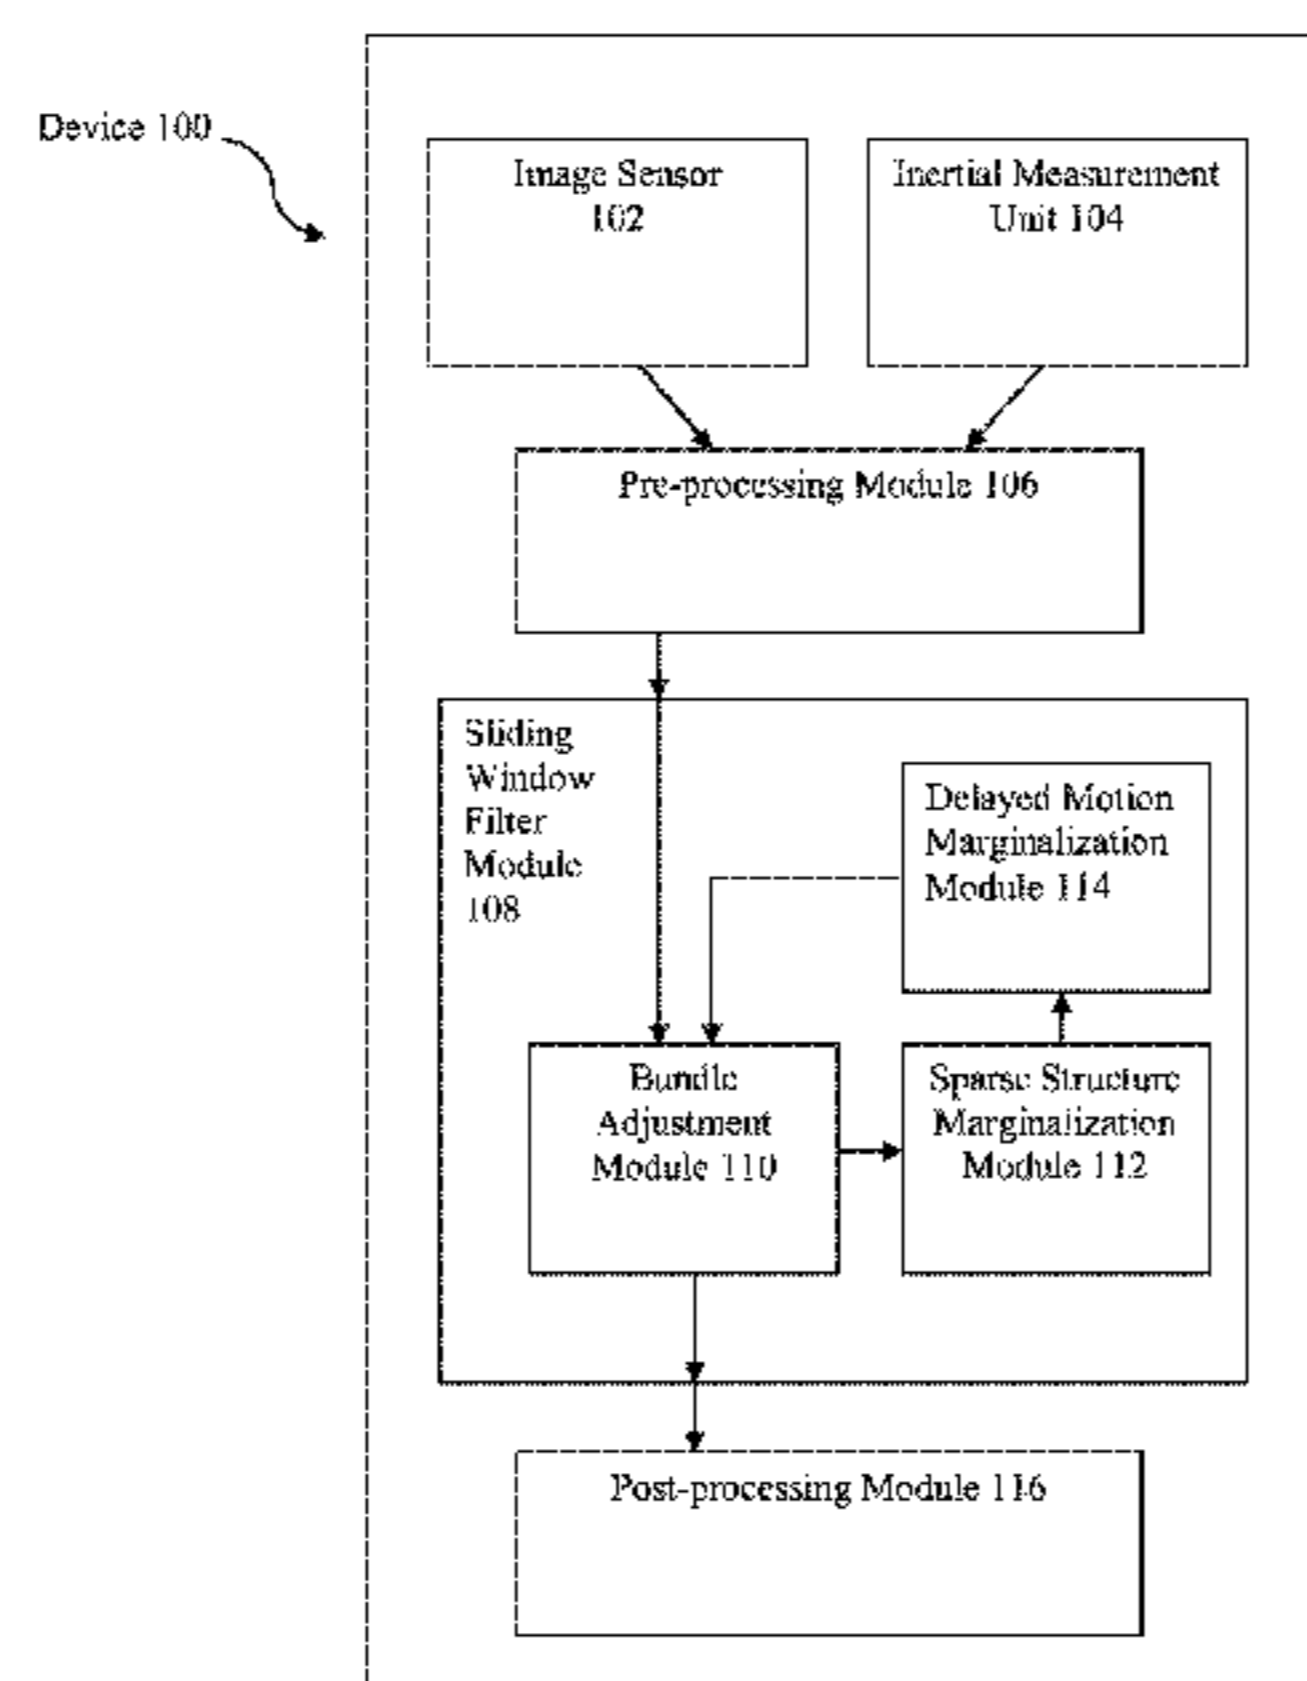 Device 100
Image Sensor
102
Inertial Measurement
Unit 104
Pre-processing Module 106
Sliding
Window
Filter
Module
108
Delayed Motion
Marginalization
Module 114
Bundle
Adjustment
Module 110
Sparse Structure
Marginalization
Module 112
Post-processing Module 116